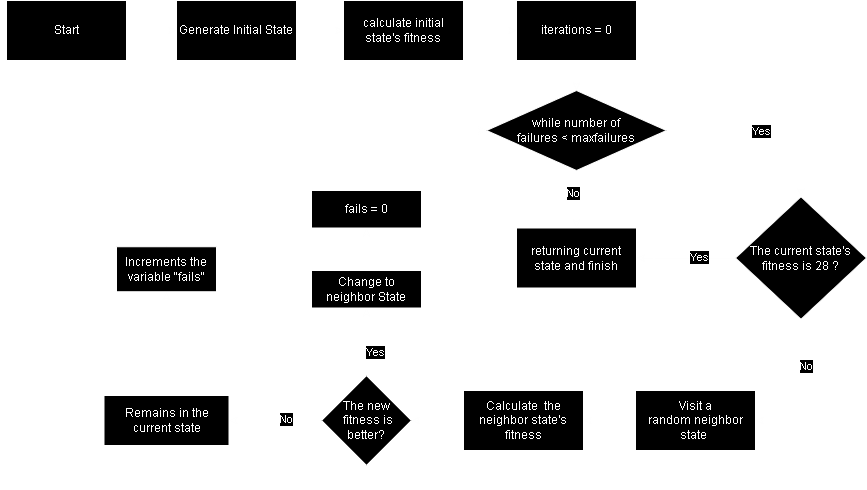 Start
Generate Initial State
calculate initial
state's fitness
iterations = 0
while number of
failures < maxfailures
Yes
No
fails = 0
returning current
state and finish
Yes
The current state's
fitness is 28 ?
Increments the
variable "fails"
Change to
neighbor State
Yes
No
Remains in the
current state
No
The new
fitness is
better?
Calculate  the
neighbor state's
fitness
Visit a
random neighbor
state